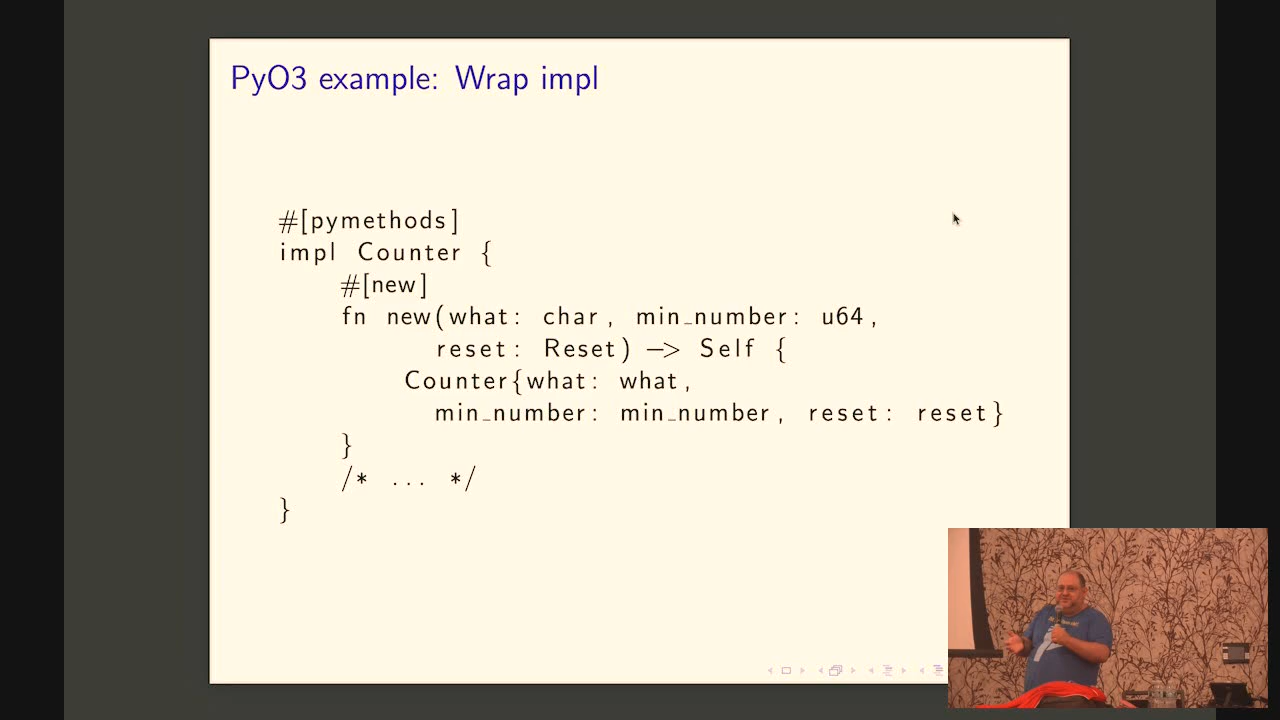 PyO3 example: Wrap impl
#[pymethods]
impl Counter {
#[new]
fn new(what: char, min_number: u64,
reset: Reset) -> Self {
Counter{what: what,
min_number: min_number, reset: reset}
}
/* ... */
}